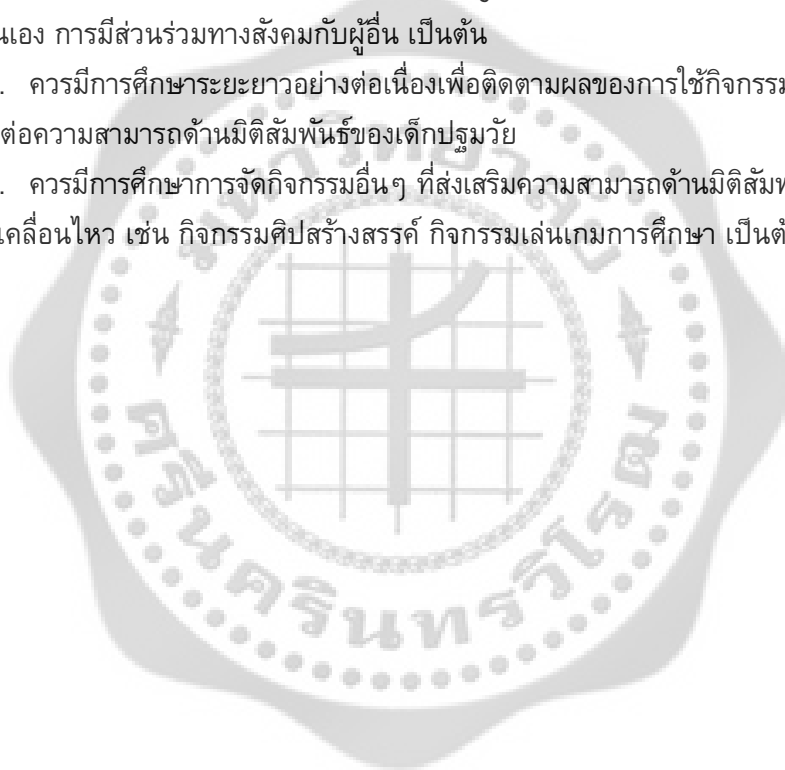 นเอง การมีส่วนร่วมทางสังคมกับผู้อื่น เป็นต้น
. ควรมีการศึกษาระยะยาวอย่างต่อเนื่องเพื่อติดตามผลของการใช้กิจกรรม
ต่อความสามารถด้านมิติสัมพันธ์ของเด็กปฐมวัย
. ควรมีการศึกษาการจัดกิจกรรมอื่นๆ ที่ส่งเสริมความสามารถด้านมิติสัมพ
เคลื่อนไหว เช่น กิจกรรมศิปสร้างสรรค์ กิจกรรมเล่นเกมการศึกษา เป็นต้
มหาวิทยาลัย
ศรีนครินทรวิโรฒ